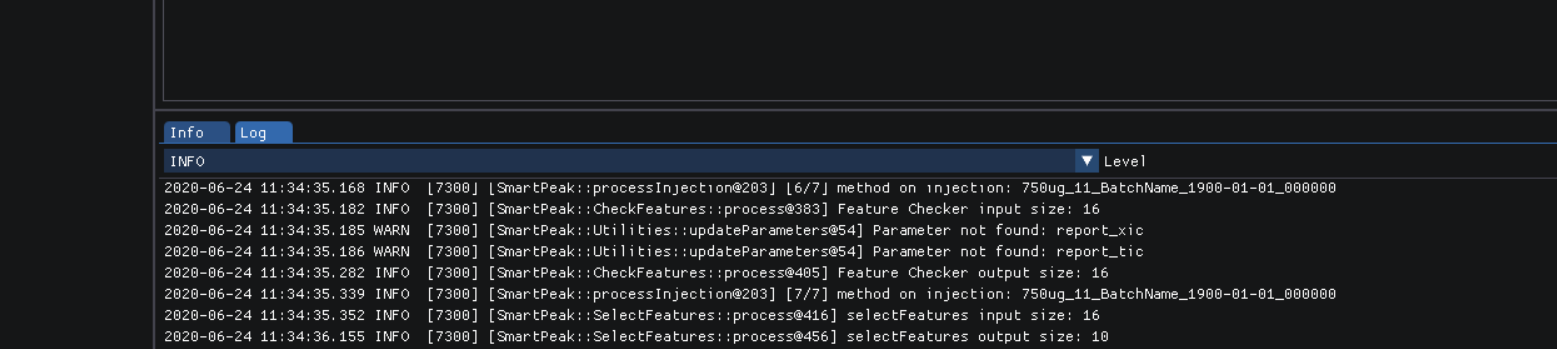 Info Log
INFO Level
2020-06-24 11:34:35.168 INFO [7300] [SmartPeak::processInjection@203] [6/7] method on injection: 750ug_11_BatchName_1900-01-01_000000
2020-06-24 11:34:35.182 INFO [7300] [SmartPeak::CheckFeatures::process@383] Feature Checker input size: 16
2020-06-24 11:34:35.185 WARN [7300] [SmartPeak::Utilities::updateParameters@54] Parameter not found: report_xic
2020-06-24 11:34:35.186 WARN [7300] [SmartPeak::Utilities::updateParameters@54] Parameter not found: report_tic
2020-06-24 11:34:35.282 INFO [7300] [SmartPeak::CheckFeatures::process@405] Feature Checker output size: 16
2020-06-24 11:34:35.339 INFO [7300] [SmartPeak::processInjection@203] [7/7] method on injection: 750ug_11_BatchName_1900-01-01_000000
2020-06-24 11:34:35.352 INFO [7300] [SmartPeak::SelectFeatures::process@416] selectFeatures input size: 16
2020-06-24 11:34:36.155 INFO [7300] [SmartPeak::SelectFeatures::process@456] selectFeatures output size: 10